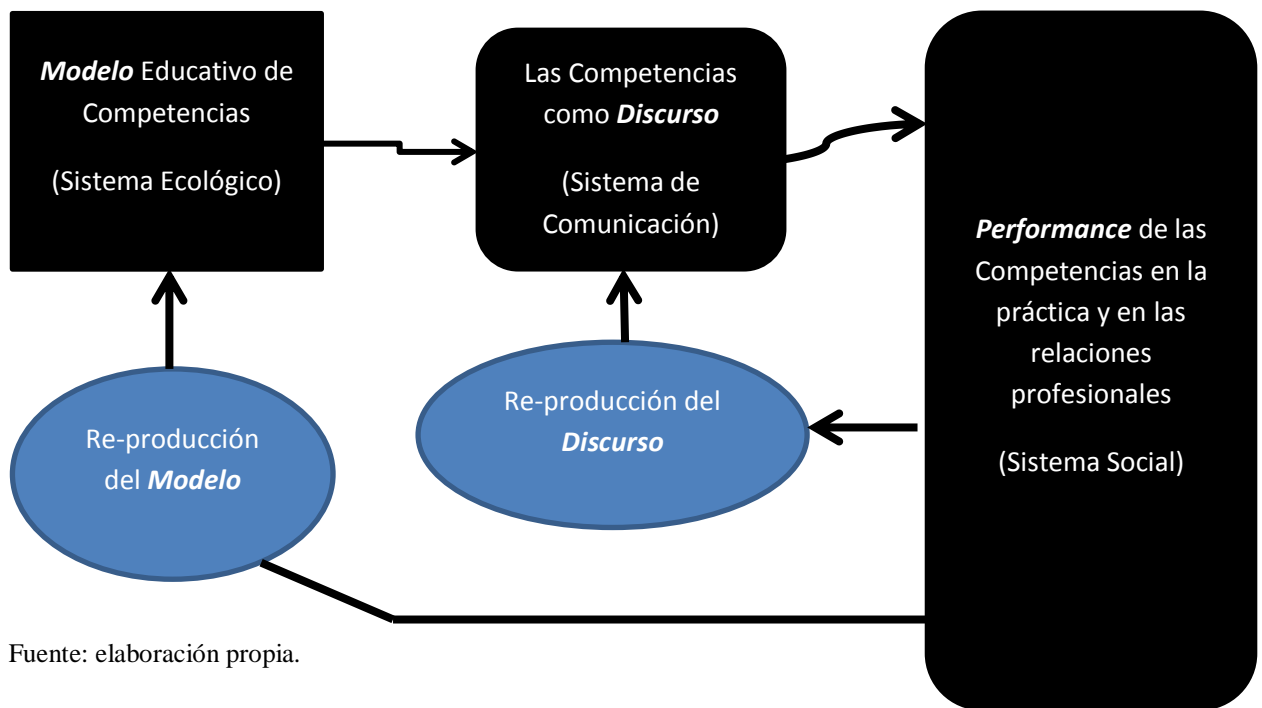 Modelo Educativo de
Competencias
(Sistema Ecológico)
Las Competencias
como Discurso
(Sistema de
Comunicación)
Performance de las
Competencias en la
práctica y en las
relaciones
profesionales
(Sistema Social)
Re-producción
del Modelo
Re-producción del
Discurso
Fuente: elaboración propia.